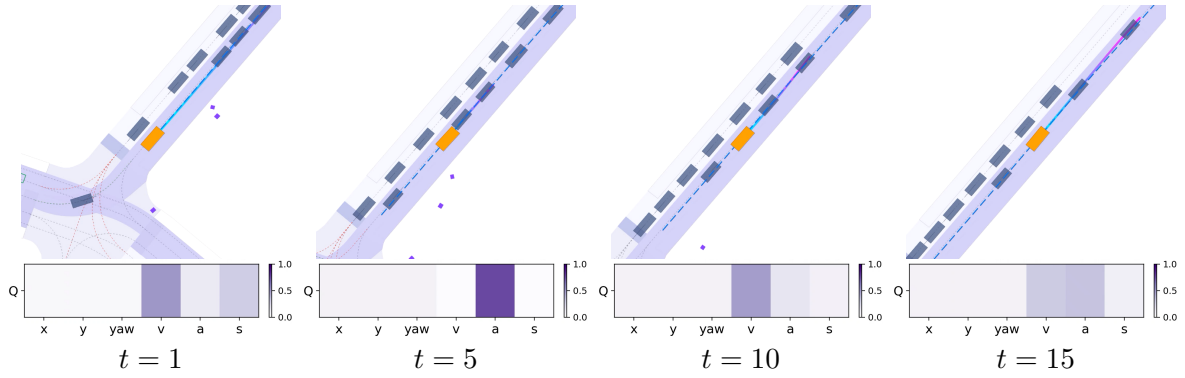 1.0
0.5
0.0
Q
x y yaw v a s
t = 1
1.0
0.5
0.0
Q
x y yaw v a s
t = 5
1.0
0.5
0.0
Q
x y yaw v a s
t = 10
1.0
0.5
0.0
Q
x y yaw v a s
t = 15